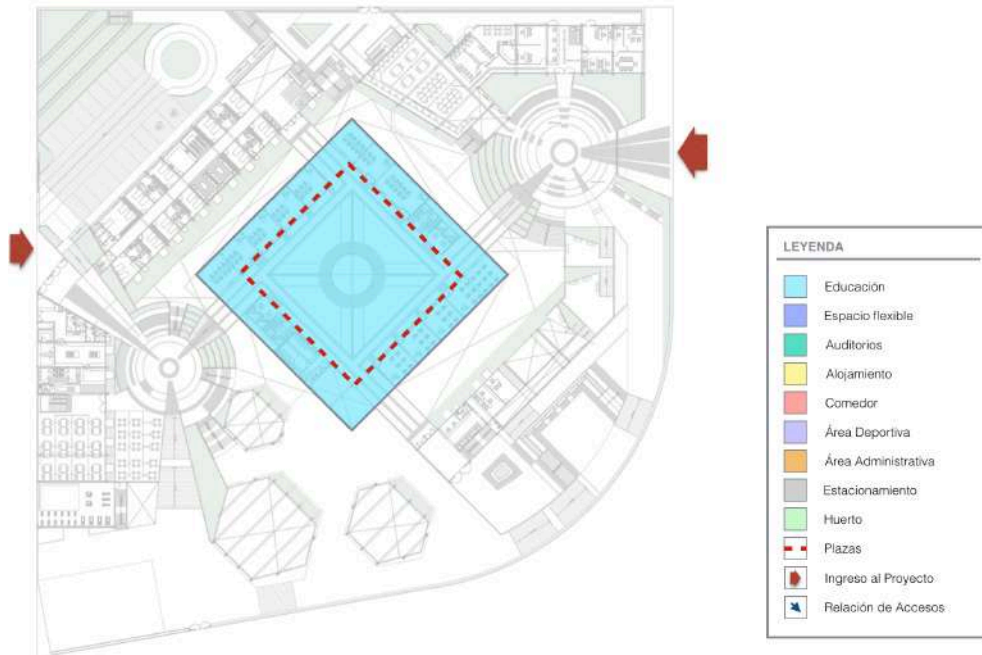 LEYENDA
Educación
Espacio flexible
Auditorios
Alojamiento
Comedor
Área Deportiva
Área Administrativa
Estacionamiento
Huerto
Plazas
Ingreso al Proyecto
Relación de Accesos